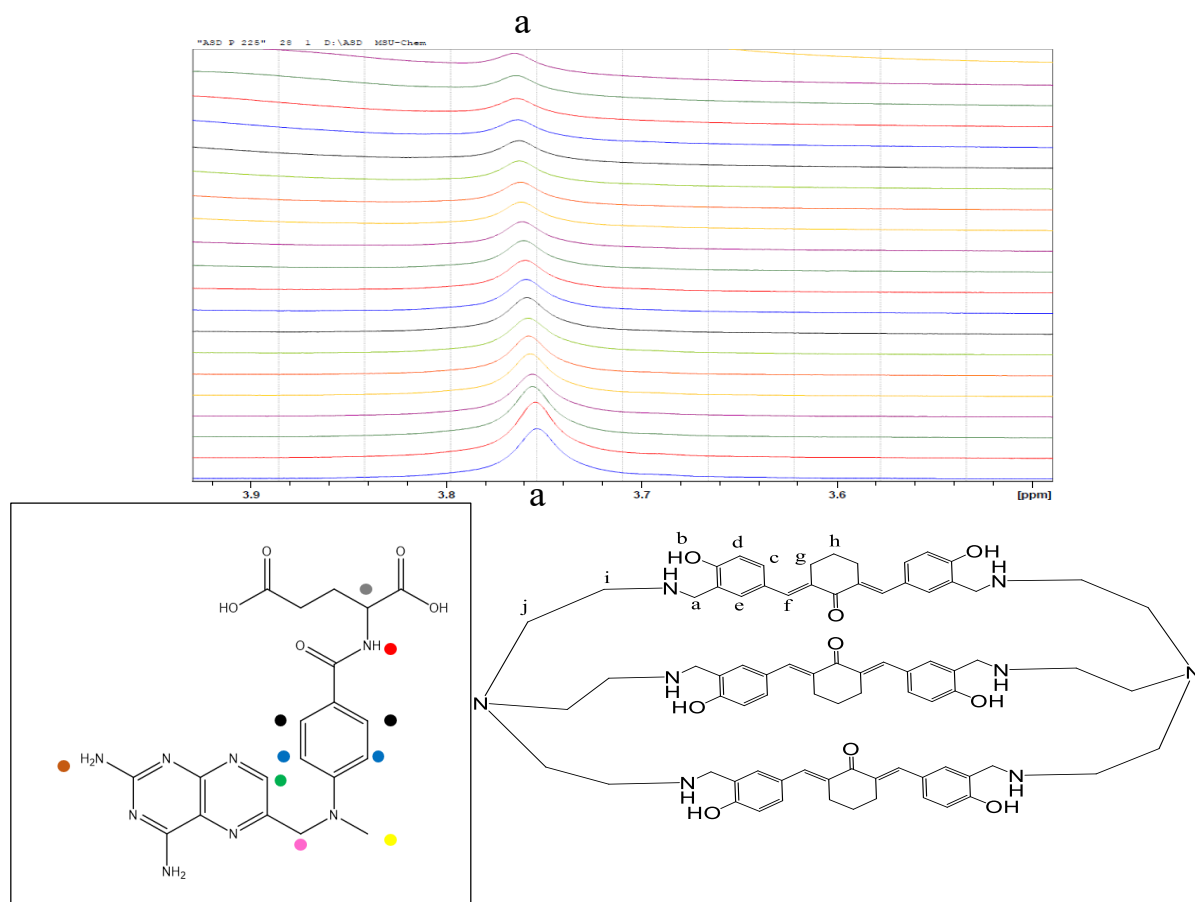 a
"ASD P 225" 28 1 D:\ASD MSU-Chem
3.9 3.8 3.7 3.6 [ppm]
a
O O
HO OH
O NH
H₂N N N
N N N
NH₂
b d c g h OH
HO
i H N N H
a e f
j O
O
N N H N H N
HO OH
O
N H N H
HO OH